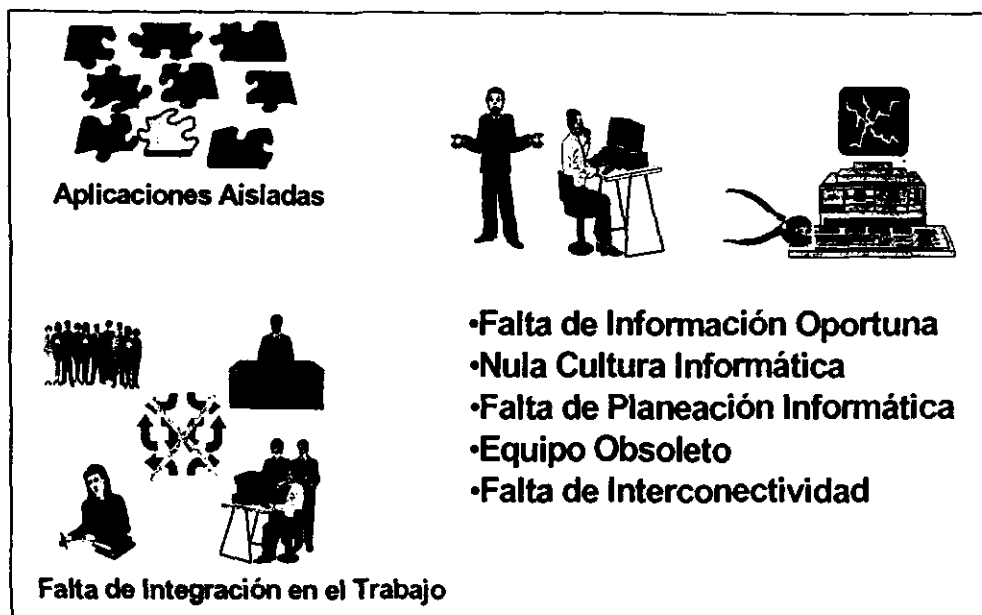 Aplicaciones Aisladas
•Falta de Información Oportuna
•Nula Cultura Informática
•Falta de Planeación Informática
•Equipo Obsoleto
•Falta de Interconectividad
Falta de Integración en el Trabajo